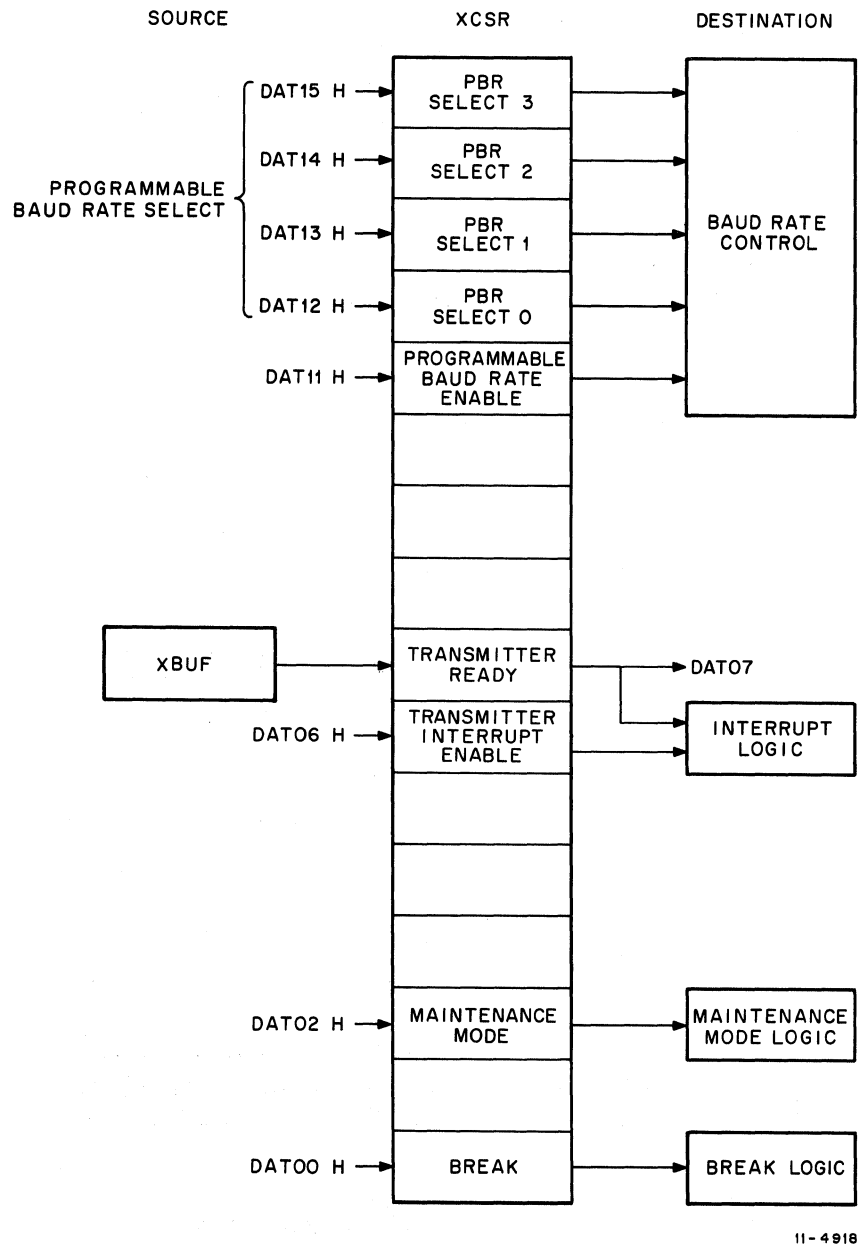 SOURCE XCSR DESTINATION
DAT15 H PBR SELECT 3
DAT14 H PBR SELECT 2
PROGRAMMABLE BAUD RATE SELECT
DAT13 H PBR SELECT 1
BAUD RATE CONTROL
DAT12 H PBR SELECT 0
DAT11 H PROGRAMMABLE BAUD RATE ENABLE
XBUF TRANSMITTER READY DAT07
DAT06 H TRANSMITTER INTERRUPT ENABLE INTERRUPT LOGIC
DAT02 H MAINTENANCE MODE MAINTENANCE MODE LOGIC
DAT00 H BREAK BREAK LOGIC
11-4918